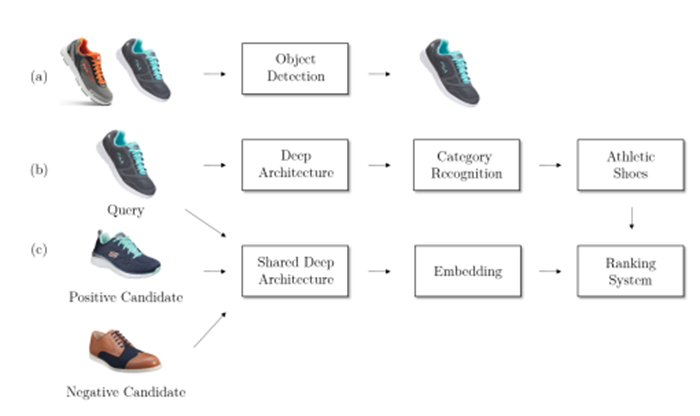 (a)
Object
Detection
(b)
Deep
Architecture
Category
Recognition
Athletic
Shoes
Query
(c)
Shared Deep
Architecture
Embedding
Ranking
System
Positive Candidate
Negative Candidate